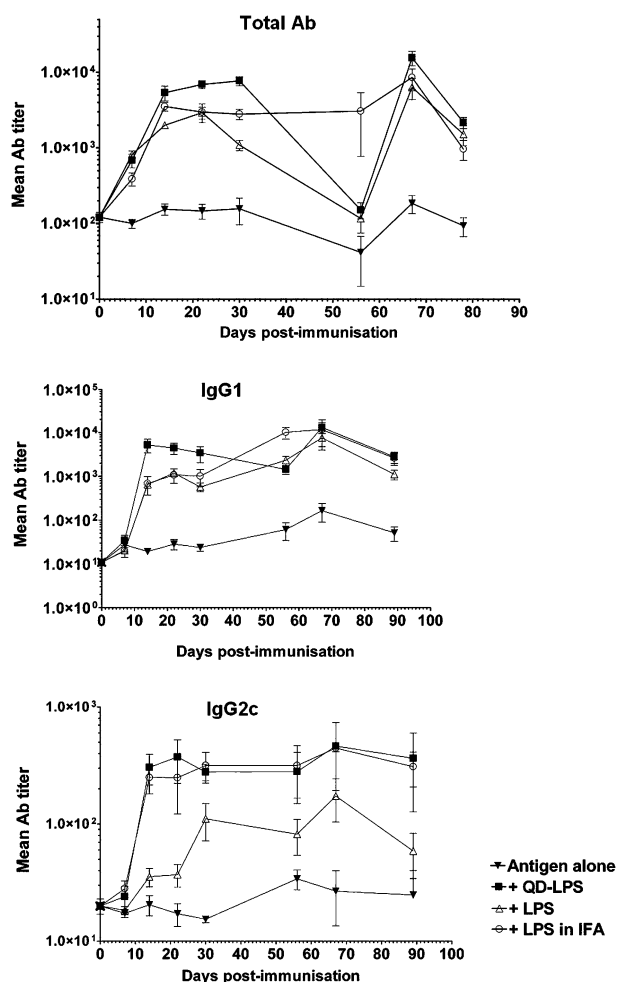 Total Ab
Mean Ab titer
1.0×10⁴
1.0×10³
1.0×10²
1.0×10¹
0 10 20 30 40 50 60 70 80 90
Days post-immunisation
IgG1
Mean Ab titer
1.0×10⁵
1.0×10⁴
1.0×10³
1.0×10²
1.0×10¹
1.0×10⁰
0 10 20 30 40 50 60 70 80 90 100
Days post-immunisation
IgG2c
Mean Ab titer
1.0×10³
1.0×10²
1.0×10¹
0 10 20 30 40 50 60 70 80 90 100
Days post-immunisation
Antigen alone
+ QD-LPS
+ LPS
+ LPS in IFA